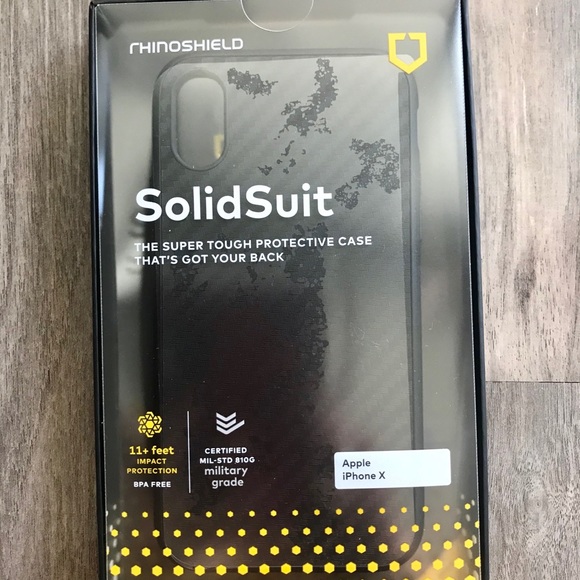 RHINOSHIELD
SolidSuit
THE SUPER TOUGH PROTECTIVE CASE
THAT'S GOT YOUR BACK
11+ feet
IMPACT
PROTECTION
BPA FREE
CERTIFIED
MIL-STD 810G
military
grade
Apple
iPhone X